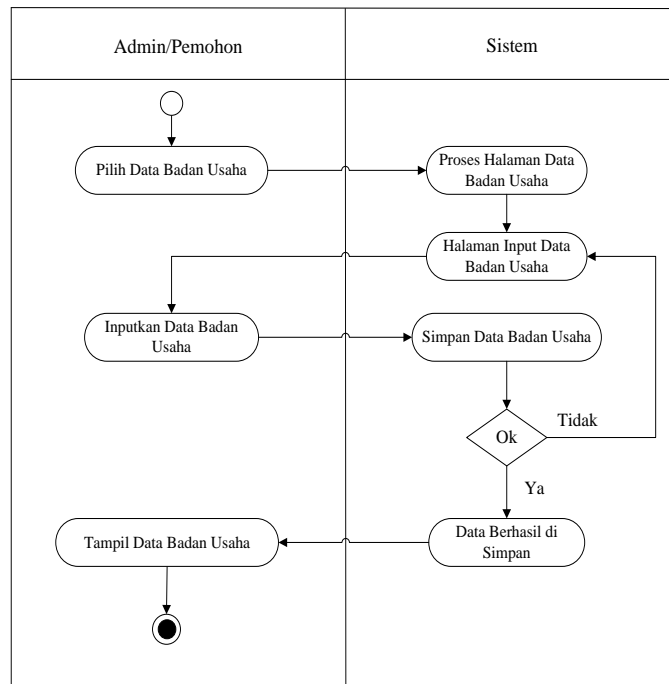 Admin/Pemohon
Sistem
Pilih Data Badan Usaha
Proses Halaman Data
Badan Usaha
Halaman Input Data
Badan Usaha
Inputkan Data Badan
Usaha
Simpan Data Badan Usaha
Ok
Tidak
Ya
Data Berhasil di
Simpan
Tampil Data Badan Usaha